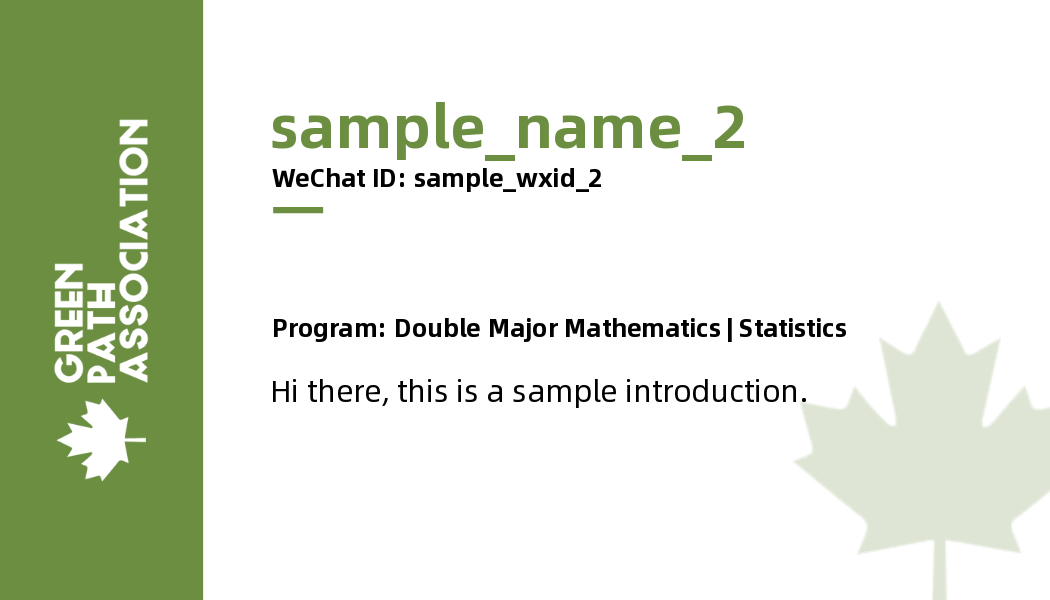 GREEN
PATH
ASSOCIATION
sample_name_2
WeChat ID: sample_wxid_2
Program: Double Major Mathematics | Statistics
Hi there, this is a sample introduction.